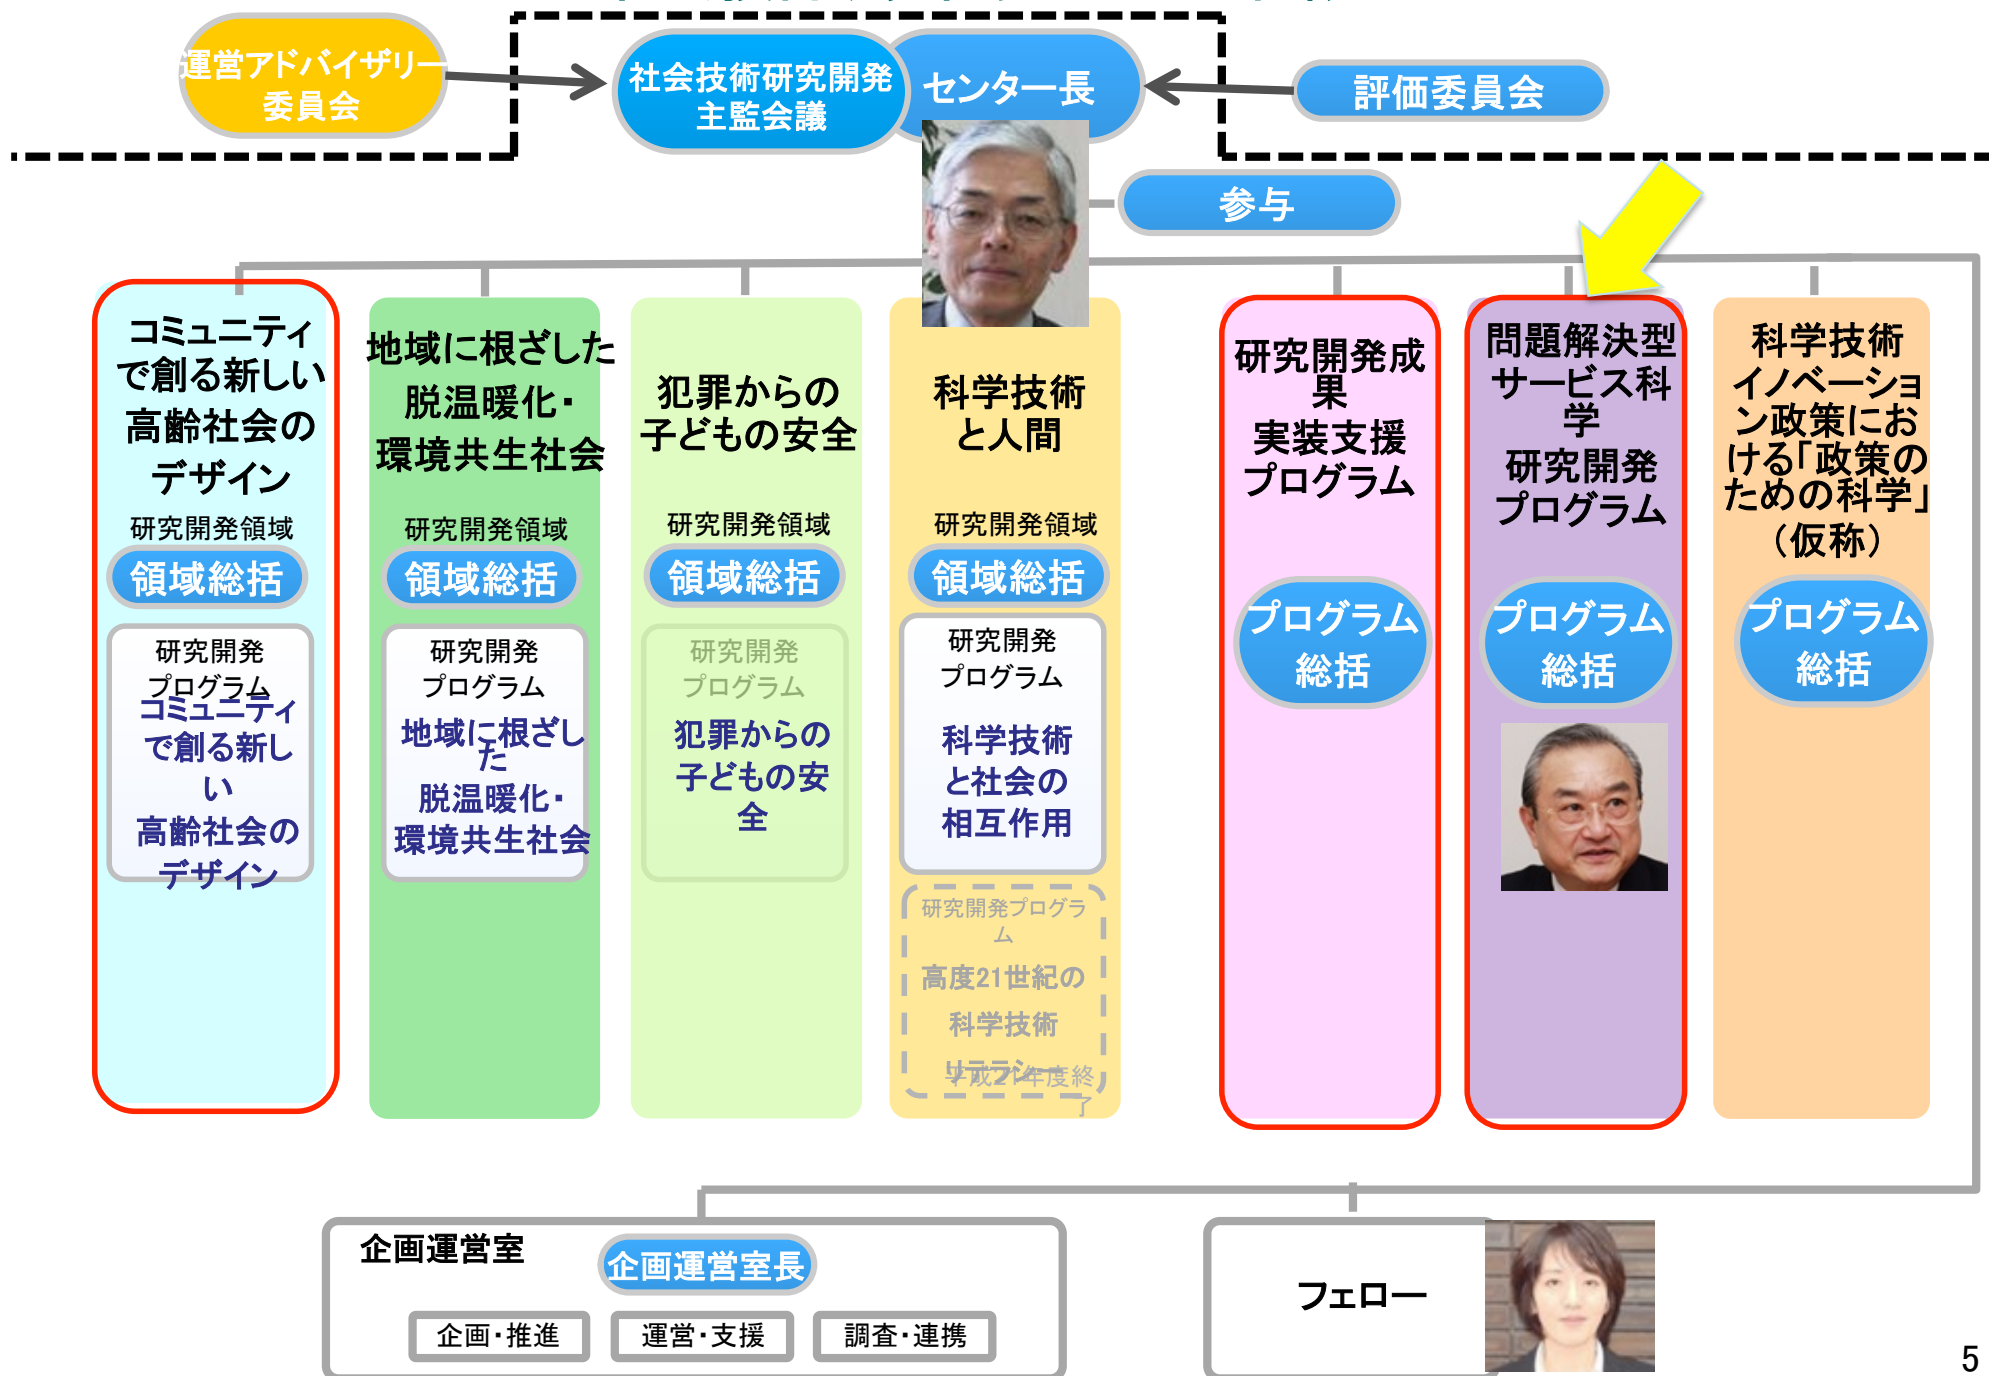 運営アドバイザリー
委員会
社会技術研究開発
主監会議
センター長
評価委員会
参与
コミュニティ
で創る新しい
高齢社会の
デザイン
研究開発領域
領域総括
研究開発
プログラム
コミュニティ
で創る新し
い
高齢社会の
デザイン
地域に根ざした
脱温暖化・
環境共生社会
研究開発領域
領域総括
研究開発
プログラム
地域に根ざし
た
脱温暖化・
環境共生社会
犯罪からの
子どもの安全
研究開発領域
領域総括
研究開発
プログラム
犯罪からの
子どもの安
全
科学技術
と人間
研究開発領域
領域総括
研究開発
プログラム
科学技術
と社会の
相互作用
研究開発プログラ
ム
高度21世紀の
科学技術
リテラシー
平成21年度終
了
研究開発成
果
実装支援
プログラム
プログラム
総括
問題解決型
サービス科
学
研究開発
プログラム
プログラム
総括
科学技術
イノベーショ
ン政策にお
ける「政策の
ための科学」
（仮称）
プログラム
総括
企画運営室
企画運営室長
企画・推進
運営・支援
調査・連携
フェロー
5